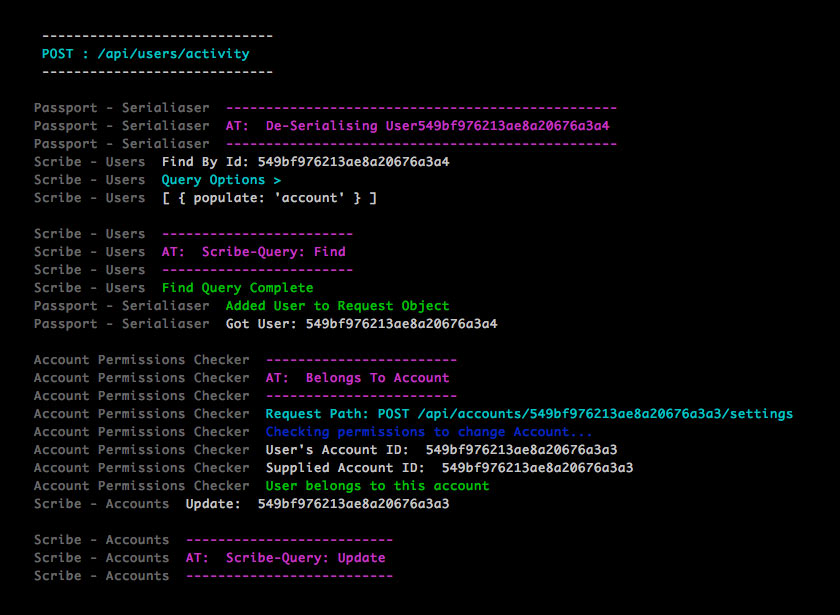 -----------------------------
POST : /api/users/activity
-----------------------------
Passport - Serialiaser  -------------------------------------------------
Passport - Serialiaser  AT:  De-Serialising User549bf976213ae8a20676a3a4
Passport - Serialiaser  -------------------------------------------------
Scribe - Users  Find By Id: 549bf976213ae8a20676a3a4
Scribe - Users  Query Options >
Scribe - Users  [ { populate: 'account' } ]
Scribe - Users  ------------------------
Scribe - Users  AT:  Scribe-Query: Find
Scribe - Users  ------------------------
Scribe - Users  Find Query Complete
Passport - Serialiaser  Added User to Request Object
Passport - Serialiaser  Got User: 549bf976213ae8a20676a3a4
Account Permissions Checker  ------------------------
Account Permissions Checker  AT:  Belongs To Account
Account Permissions Checker  ------------------------
Account Permissions Checker  Request Path: POST /api/accounts/549bf976213ae8a20676a3a3/settings
Account Permissions Checker  Checking permissions to change Account...
Account Permissions Checker  User's Account ID:  549bf976213ae8a20676a3a3
Account Permissions Checker  Supplied Account ID:  549bf976213ae8a20676a3a3
Account Permissions Checker  User belongs to this account
Scribe - Accounts  Update:  549bf976213ae8a20676a3a3
Scribe - Accounts  --------------------------
Scribe - Accounts  AT:  Scribe-Query: Update
Scribe - Accounts  --------------------------